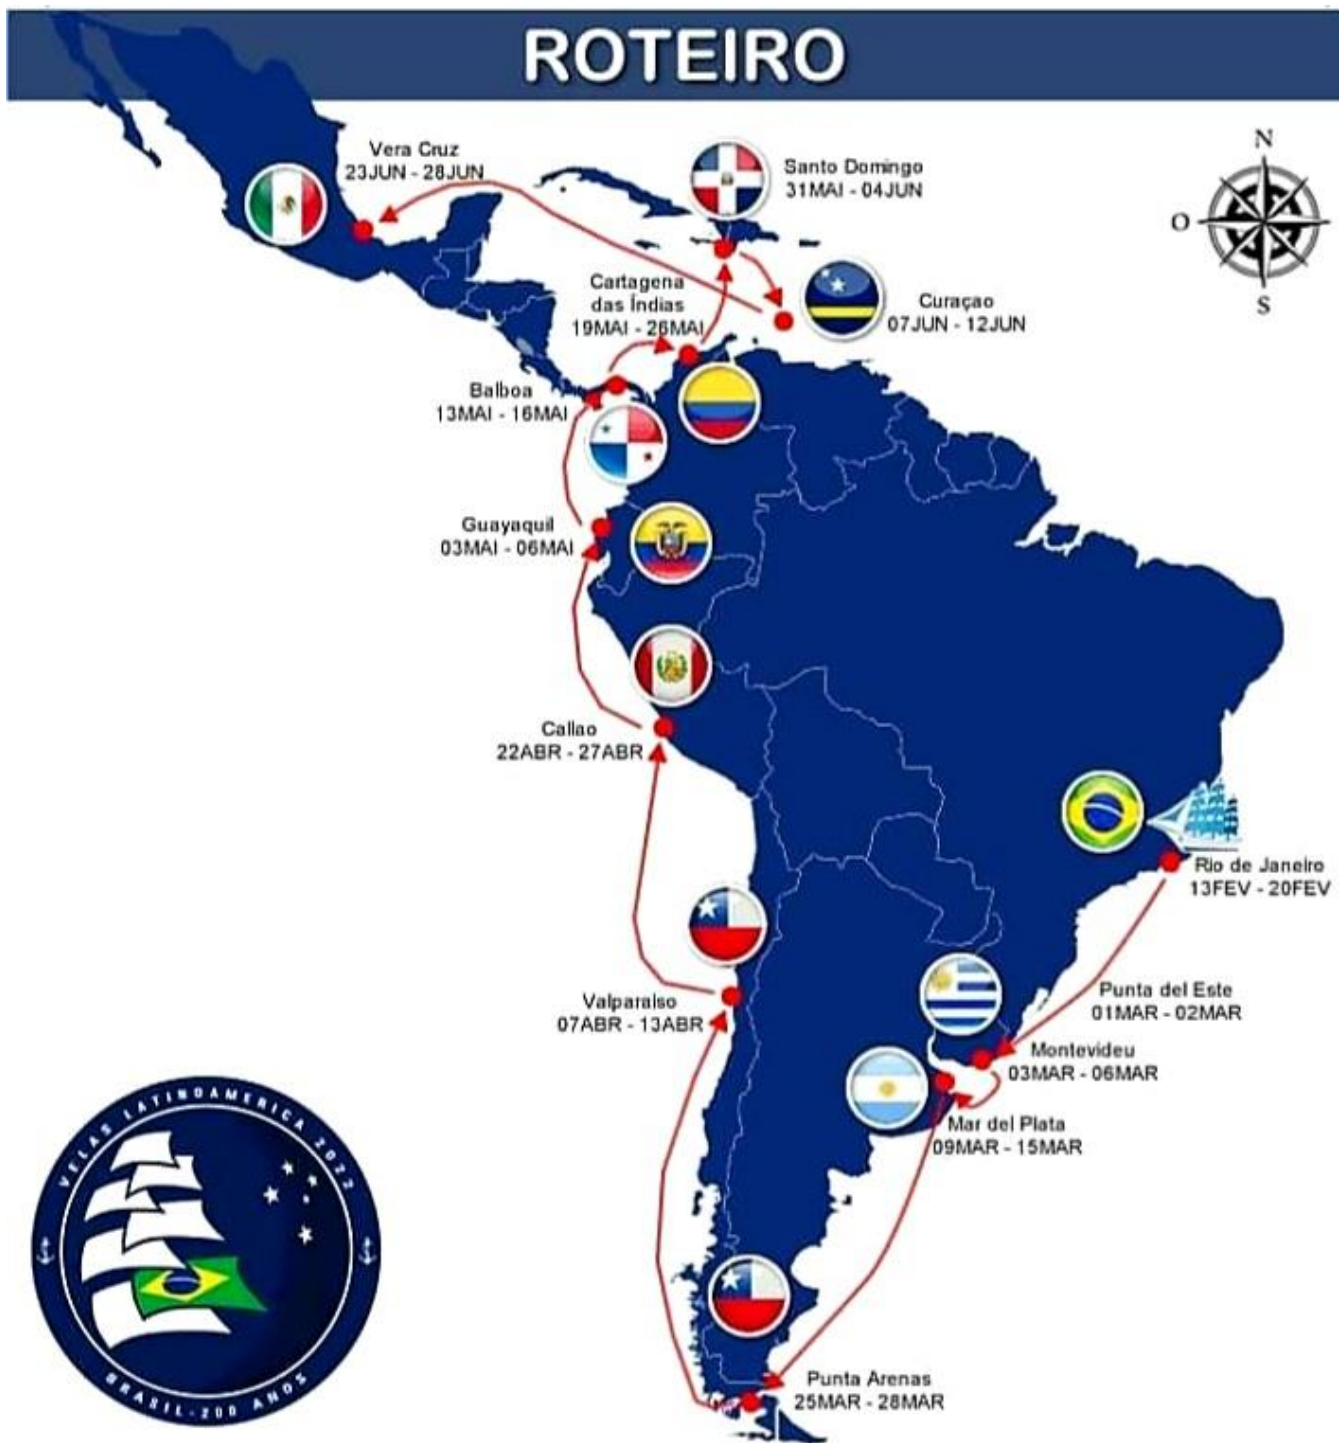 ROTEIRO
N
O
S
Vera Cruz
23JUN - 28JUN
Santo Domingo
31MAI - 04JUN
Cartagena
das Índias
19MAI - 26MAI
Curaçao
07JUN - 12JUN
Balboa
13MAI - 16MAI
Guayaquil
03MAI - 06MAI
Callao
22ABR - 27ABR
Rio de Janeiro
13FEV - 20FEV
Valparaíso
07ABR - 13ABR
Punta del Este
01MAR - 02MAR
Montevideu
03MAR - 06MAR
Mar del Plata
09MAR - 15MAR
Punta Arenas
25MAR - 28MAR
VELAS LATINOAMERICA 2022
BRASIL-200 ANOS